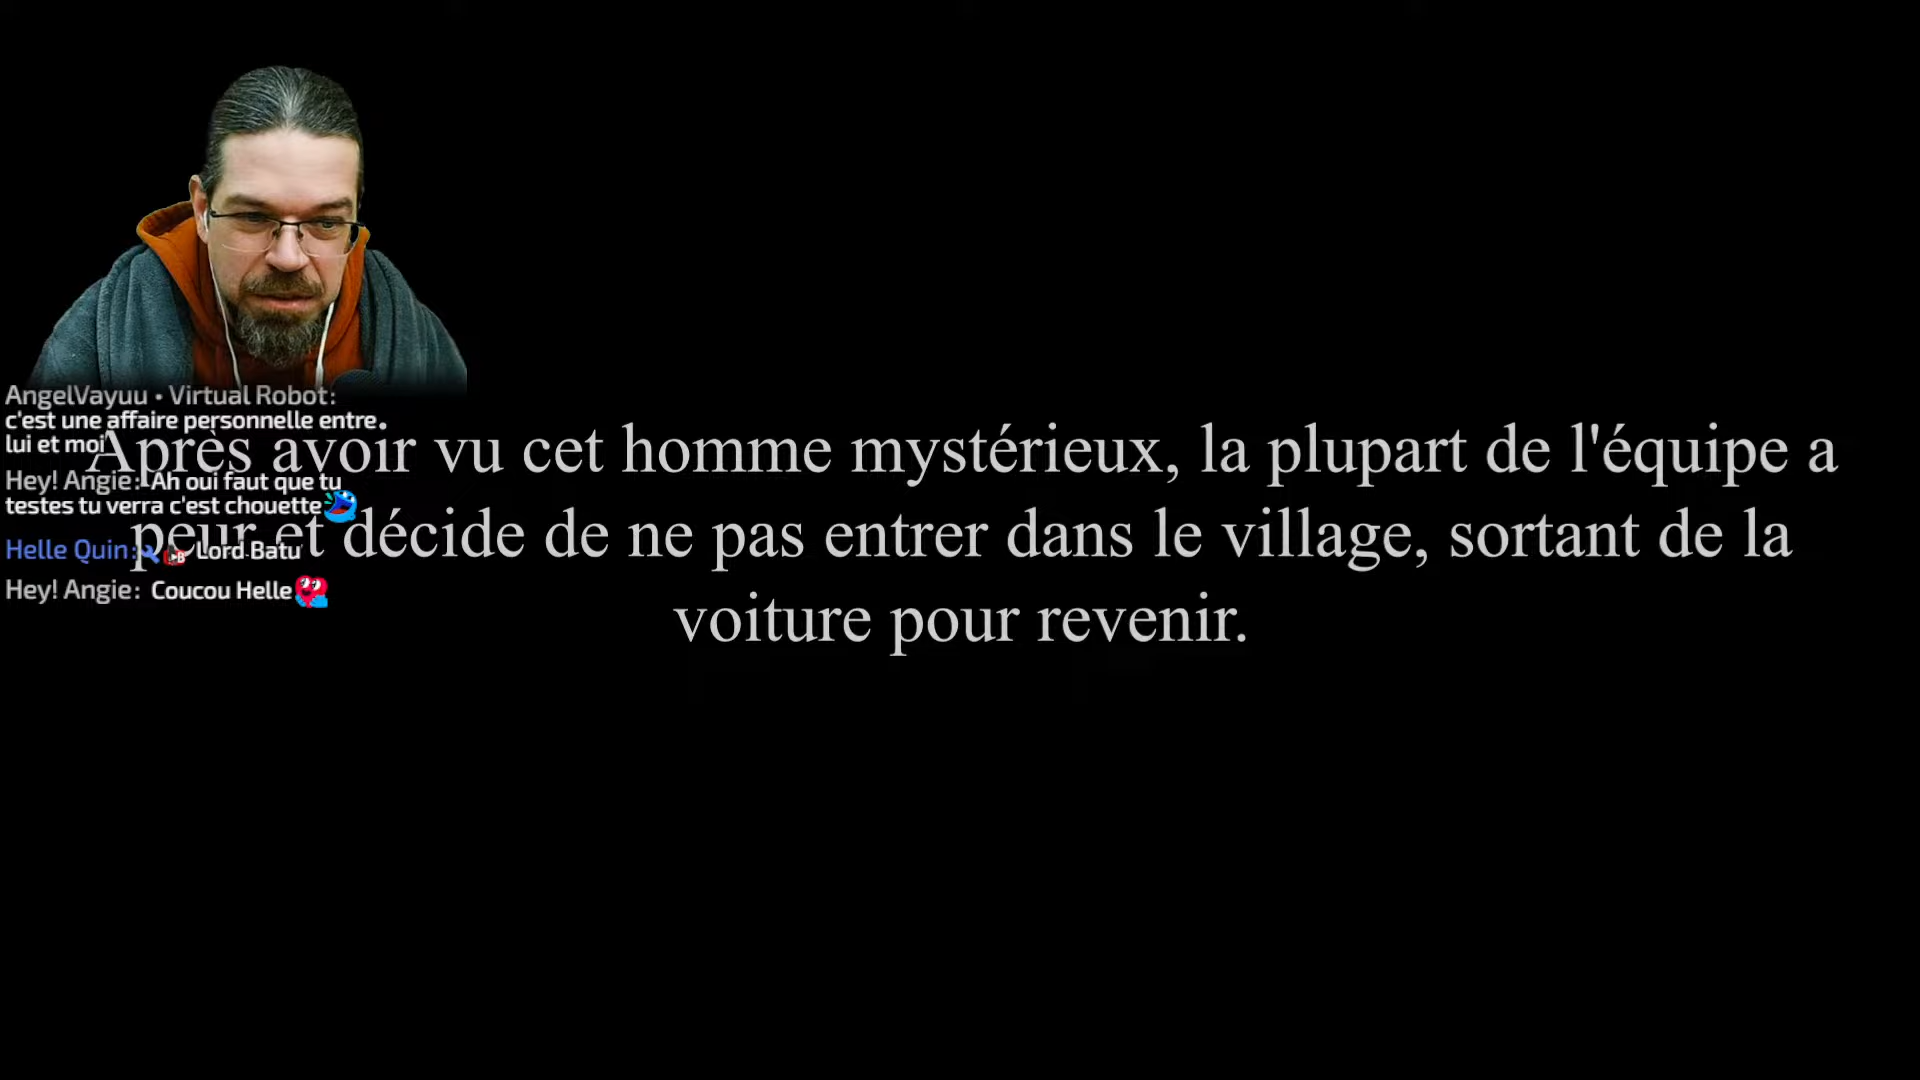 AngelVayuu • Virtual Robot:
c'est une affaire personnelle entre
lui et moi
Hey! Angie: Ah oui faut que tu
testes tu verra c'est chouette
Helle Quin: Lord Batu
Hey! Angie: Coucou Helle
Après avoir vu cet homme mystérieux, la plupart de l'équipe a
peur et décide de ne pas entrer dans le village, sortant de la
voiture pour revenir.